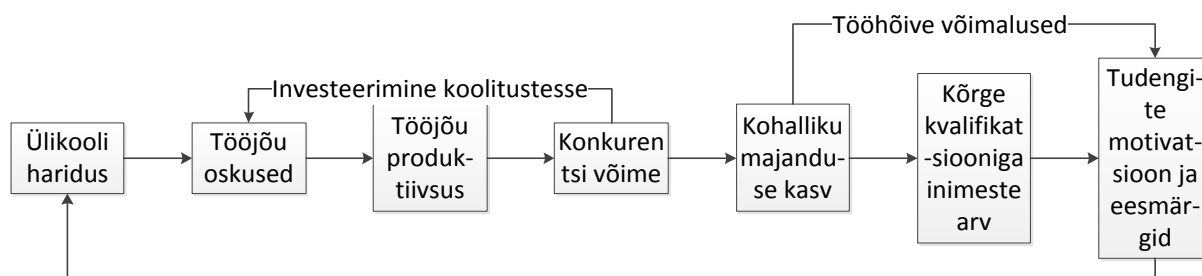 Tööhõive võimalused
Investeerimine koolitustesse
Ülikooli
haridus
Tööjõu
oskused
Tööjõu
produk-
tiivsus
Konkuren
tsi võime
Kohalliku
majandu-
se kasv
Kõrge
kvalifikat
-siooniga
inimeste
arv
Tudengi-
te
motivat-
sioon ja
eesmär-
gid